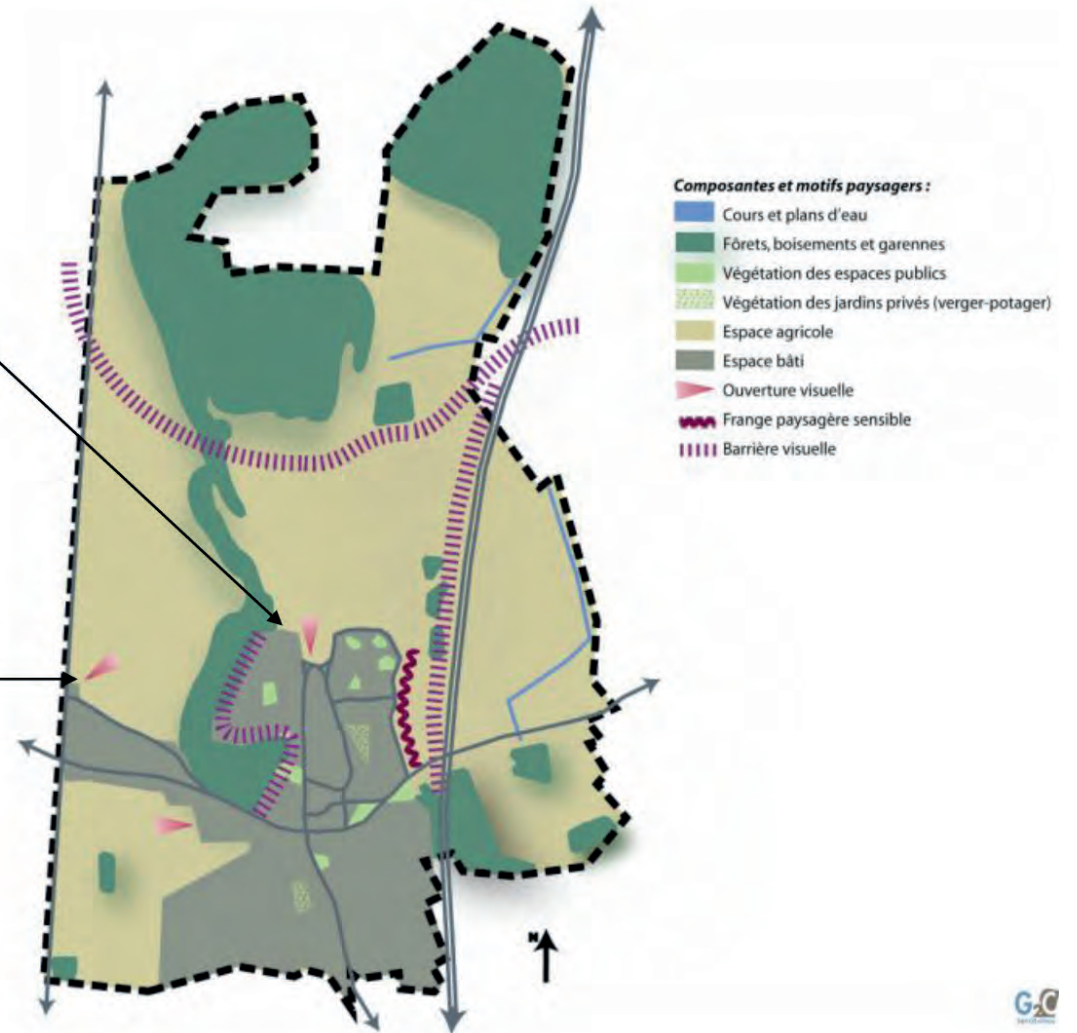 Composantes et motifs paysagers :
Cours et plans d'eau
Fôrets, boisements et garennes
Végétation des espaces publics
Végétation des jardins privés (verger-potager)
Espace agricole
Espace bâti
Ouverture visuelle
Frange paysagère sensible
Barrière visuelle
N
G2C